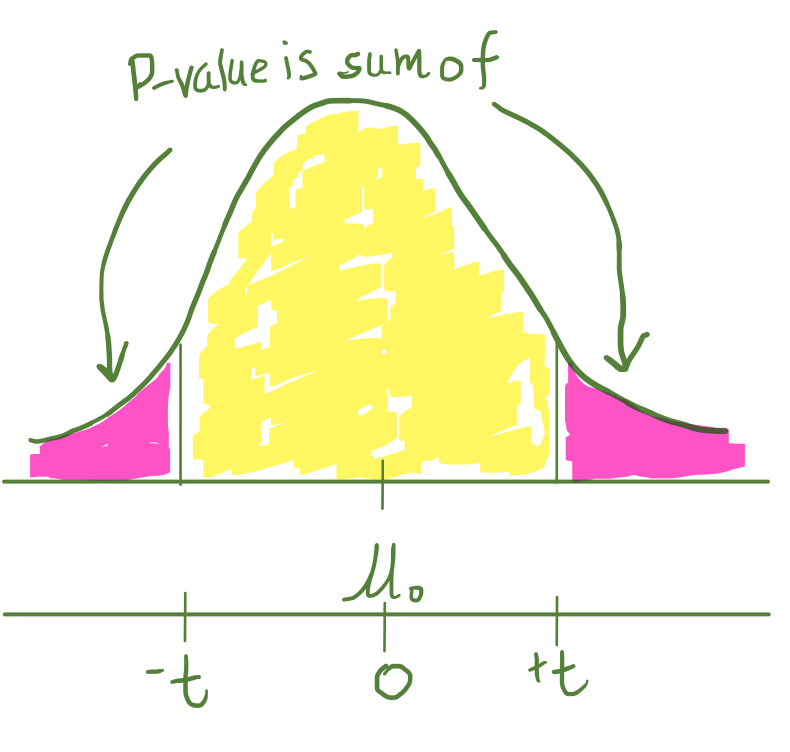 P-value is sum of
μ₀
-t 0 +t